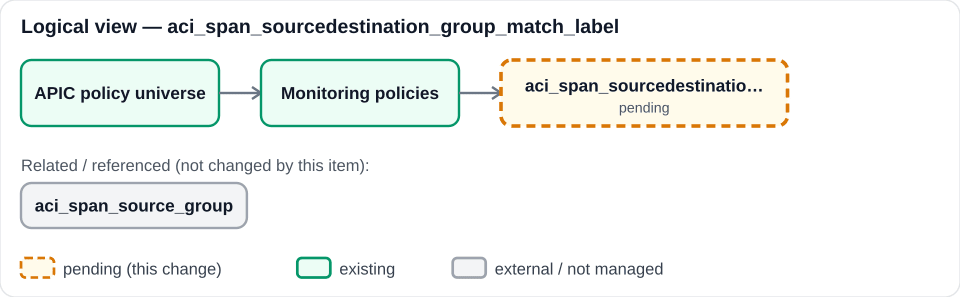 Logical view — aci_span_sourcedestination_group_match_label
APIC policy universe
Monitoring policies
aci_span_sourcedestinatio…
pending
Related / referenced (not changed by this item):
aci_span_source_group
pending (this change)
existing
external / not managed